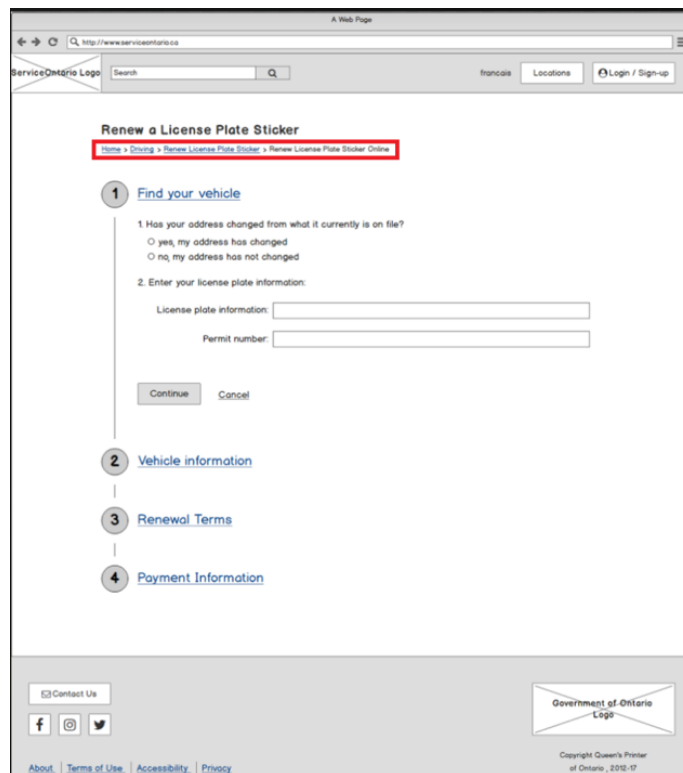 A Web Page
http://www.serviceontario.ca
ServiceOntario Logo
Search
francais
Locations
Login / Sign-up
Renew a License Plate Sticker
Home > Driving > Renew License Plate Sticker > Renew License Plate Sticker Online
1 Find your vehicle
1. Has your address changed from what it currently is on file?
yes, my address has changed
no, my address has not changed
2. Enter your license plate information:
License plate information:
Permit number:
Continue Cancel
2 Vehicle information
3 Renewal Terms
4 Payment Information
Contact Us
Government of Ontario
Logo
Copyright Queen's Printer
of Ontario , 2012-17
About | Terms of Use | Accessibility | Privacy